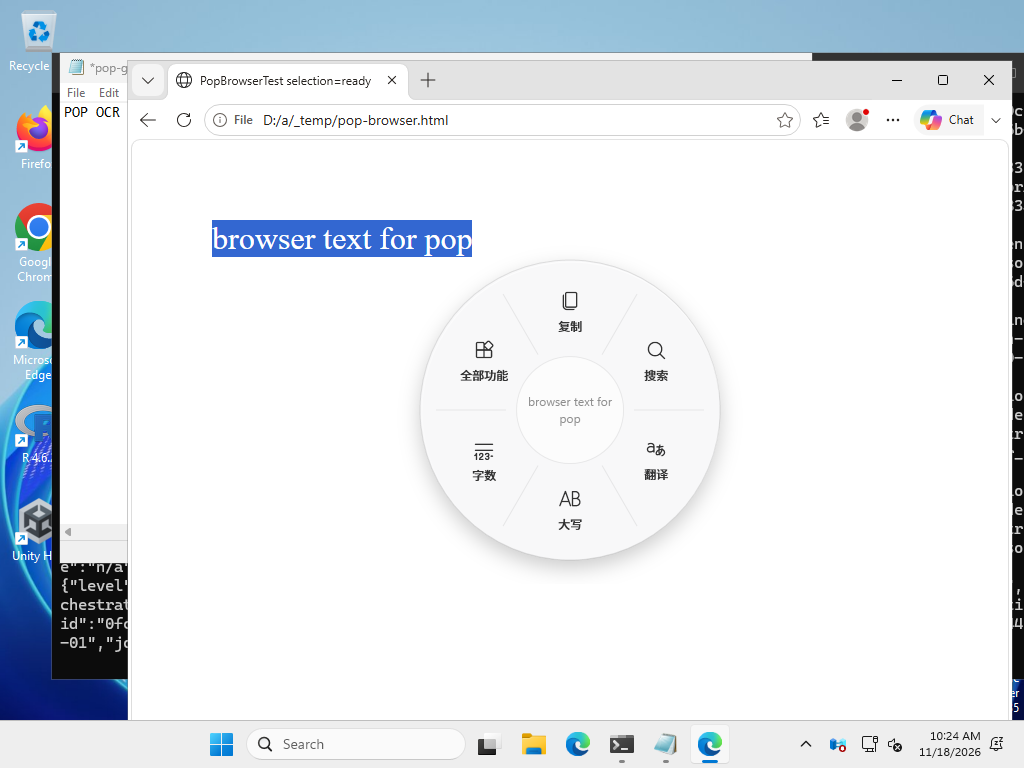 Recycle
Firefo
Googl
Chrom
Microso
Edge
R 4.6.
Unity H
*pop-g
File Edit
POP OCR
PopBrowserTest selection=ready
File D:/a/_temp/pop-browser.html
Chat
browser text for pop
复制
全部功能
搜索
browser text for
pop
字数
翻译
大写
e":"n/a"
{"level"
chestrat
id":"0fc
-01","jo
Search
10:24 AM
11/18/2026